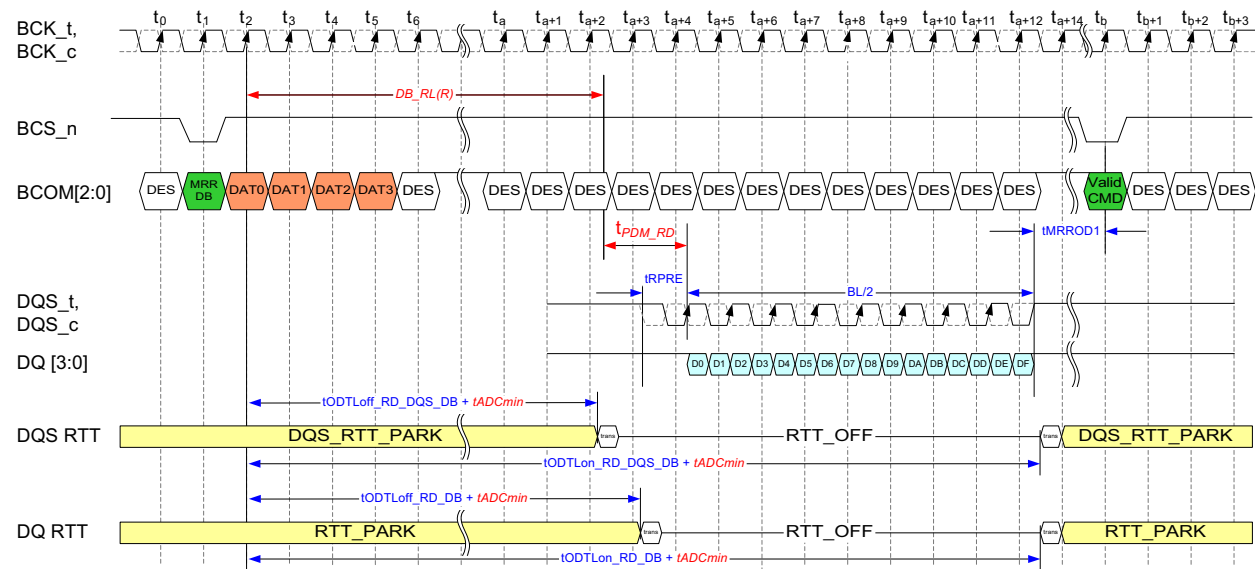 t0 t1 t2 t3 t4 t5 t6 ta ta+1 ta+2 ta+3 ta+4 ta+5 ta+6 ta+7 ta+8 ta+9 ta+10 ta+11 ta+12 ta+14 tb tb+1 tb+2 tb+3
BCK_t,
BCK_c
DB_RL(R)
BCS_n
BCOM[2:0] DES MRR DB DAT0 DAT1 DAT2 DAT3 DES DES DES DES DES DES DES DES DES DES DES DES DES DES Valid CMD DES DES DES
tPDM_RD tMRROD1
tRPRE BL/2
DQS_t,
DQS_c
DQ [3:0] D0 D1 D2 D3 D4 D5 D6 D7 D8 D9 DA DB DC DD DE DF
tODTLoff_RD_DQS_DB + tADCmin
DQS RTT DQS_RTT_PARK trans RTT_OFF trans DQS_RTT_PARK
tODTLon_RD_DQS_DB + tADCmin
tODTLoff_RD_DB + tADCmin
DQ RTT RTT_PARK trans RTT_OFF trans RTT_PARK
tODTLon_RD_DB + tADCmin